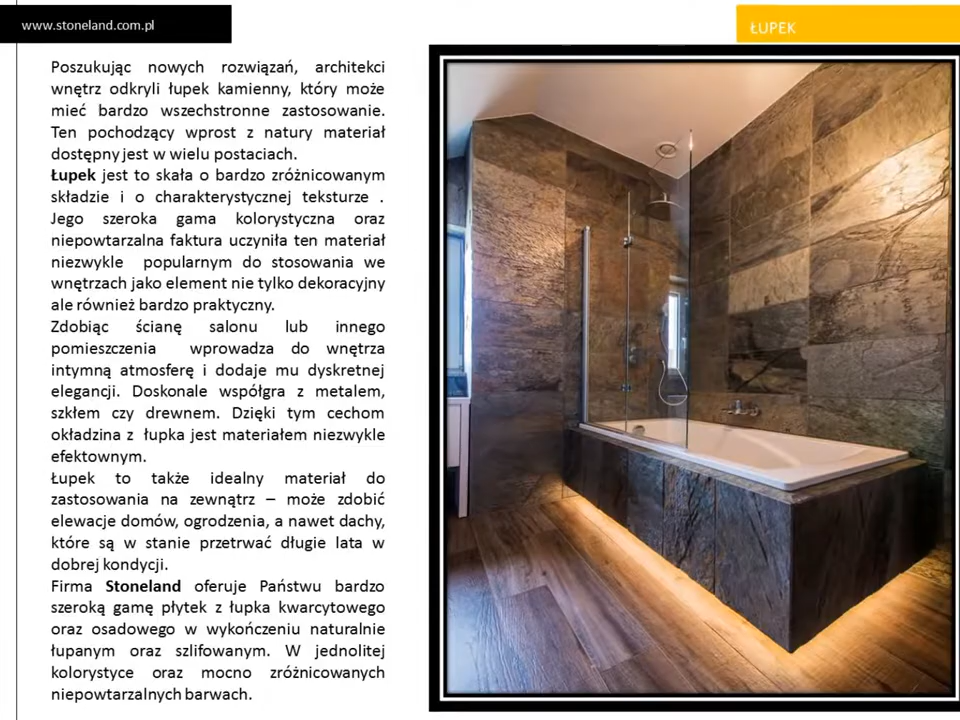 www.stoneland.com.pl
ŁUPEK
Poszukując nowych rozwiązań, architekci
wnętrz odkryli łupek kamienny, który może
mieć bardzo wszechstronne zastosowanie.
Ten pochodzący wprost z natury materiał
dostępny jest w wielu postaciach.
Łupek jest to skała o bardzo zróżnicowanym
składzie i o charakterystycznej teksturze .
Jego szeroka gama kolorystyczna oraz
niepowtarzalna faktura uczyniła ten materiał
niezwykle popularnym do stosowania we
wnętrzach jako element nie tylko dekoracyjny
ale również bardzo praktyczny.
Zdobiąc ścianę salonu lub innego
pomieszczenia wprowadza do wnętrza
intymną atmosferę i dodaje mu dyskretnej
elegancji. Doskonale współgra z metalem,
szkłem czy drewnem. Dzięki tym cechom
okładzina z łupka jest materiałem niezwykle
efektownym.
Łupek to także idealny materiał do
zastosowania na zewnątrz – może zdobić
elewacje domów, ogrodzenia, a nawet dachy,
które są w stanie przetrwać długie lata w
dobrej kondycji.
Firma Stoneland oferuje Państwu bardzo
szeroką gamę płytek z łupka kwarcytowego
oraz osadowego w wykończeniu naturalnie
łupanym oraz szlifowanym. W jednolitej
kolorystyce oraz mocno zróżnicowanych
niepowtarzalnych barwach.